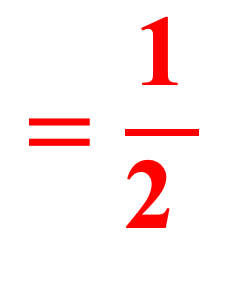 = 1/2